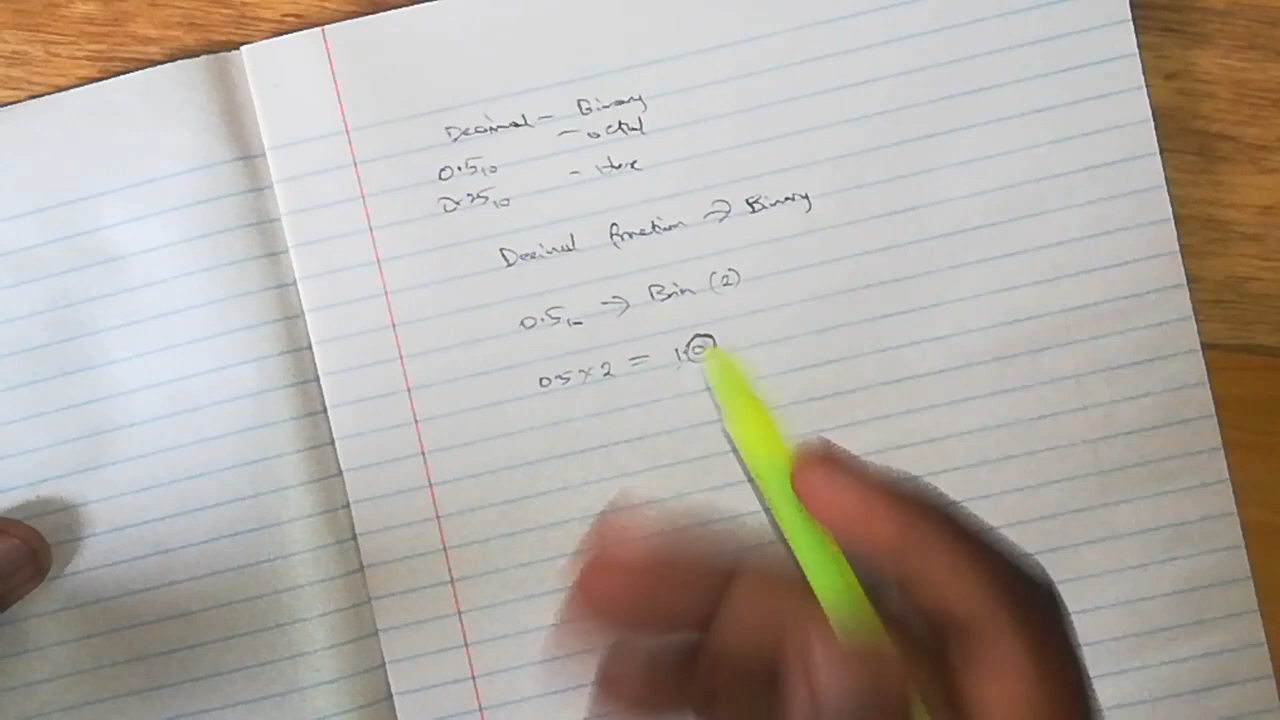 Decimal - Binary
- octal
0.5₁₀
- Hexe
0.25₁₀
Decimal fraction → Binary
0.5₁₀ → Bin (2)
0.5 × 2 = 1.0